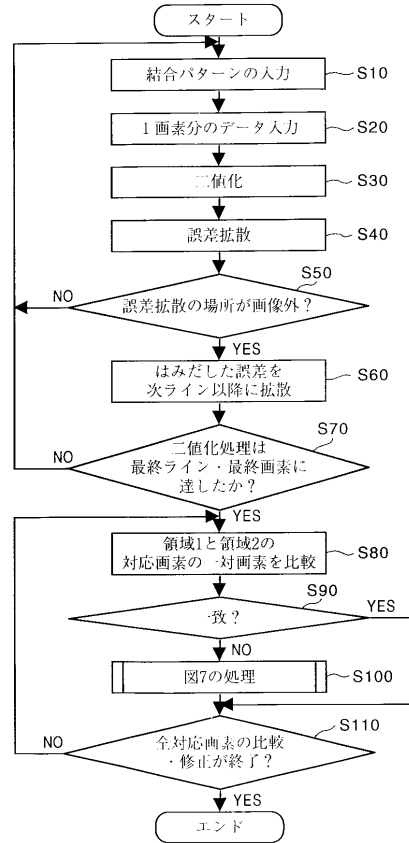 スタート
結合パターンの入力
S10
1画素分のデータ入力
S20
二値化
S30
誤差拡散
S40
S50
誤差拡散の場所が画像外？
NO
YES
はみだした誤差を
次ライン以降に拡散
S60
S70
二値化処理は
最終ライン・最終画素に
達したか？
NO
YES
領域1と領域2の
対応画素の一対画素を比較
S80
S90
一致？
YES
NO
図7の処理
S100
S110
全対応画素の比較
・修正が終了？
NO
YES
エンド